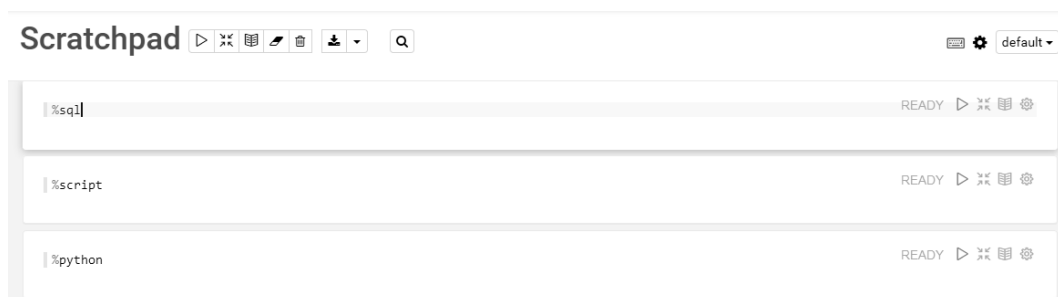 Scratchpad
default
%sql
READY
%script
READY
%python
READY